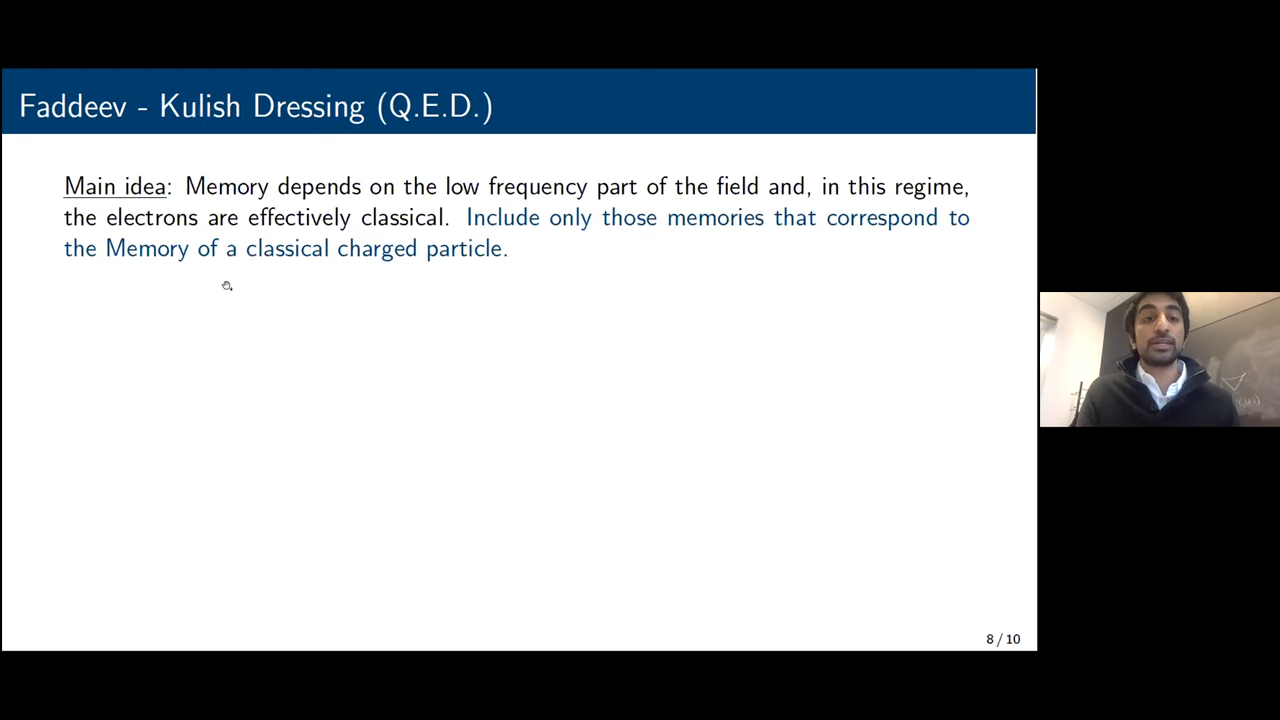 Faddeev - Kulish Dressing (Q.E.D.)
Main idea: Memory depends on the low frequency part of the field and, in this regime,
the electrons are effectively classical. Include only those memories that correspond to
the Memory of a classical charged particle.
8 / 10